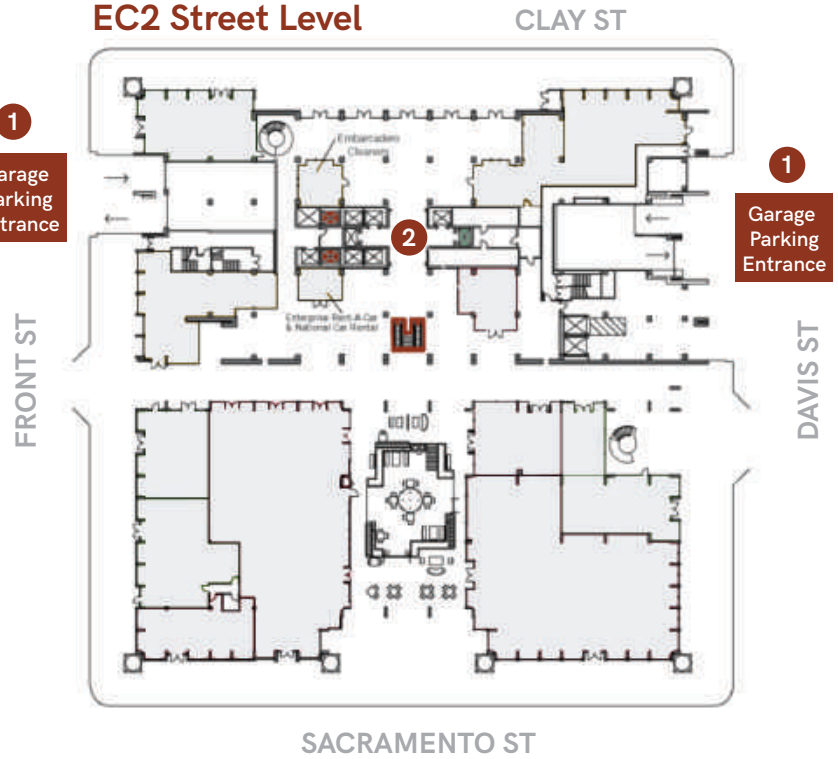 EC2 Street Level
CLAY ST
1
arage
arking
trance
Embarcadero
Cleaners
2
1
Garage
Parking
Entrance
Enterprise Rent-A-Car
& National Car Rental
FRONT ST
DAVIS ST
SACRAMENTO ST